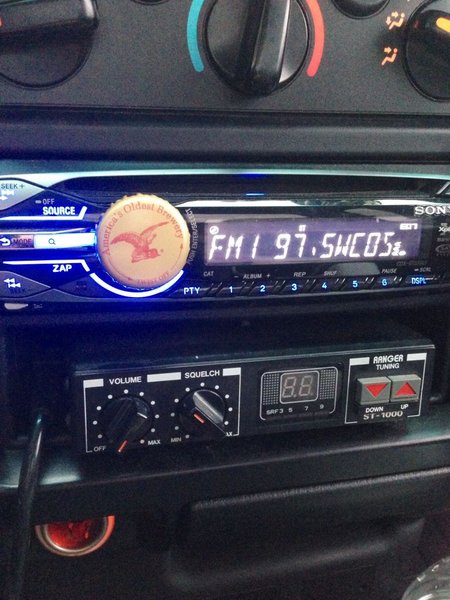 SEEK+
OFF
SOURCE
MODE
ZAP
America's Oldest Brewery
SONY
FM1 97.5WCOS
CAT
ALBUM
REP
SHUF
PAUSE
SCRL
PTY 1 2 3 4 5 6 DSPL
VOLUME
SQUELCH
OFF
MAX
MIN
88
SRF 3 5 7 9
RANGER
TUNING
DOWN
UP
ST-1000